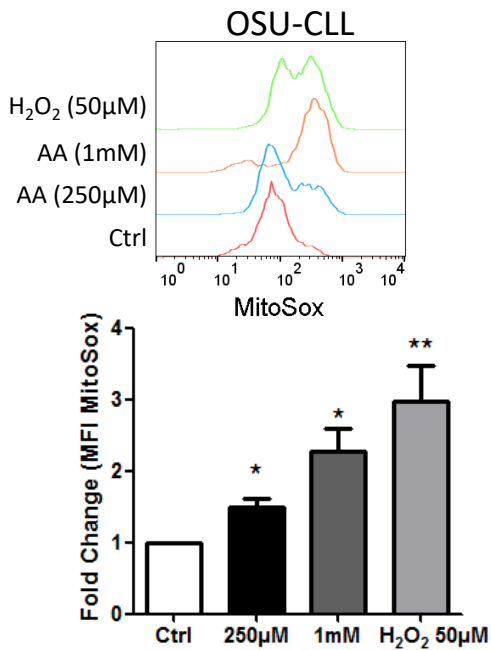 OSU-CLL
H₂O₂ (50µM)
AA (1mM)
AA (250µM)
Ctrl
10⁰ 10¹ 10² 10³ 10⁴
MitoSox
Fold Change (MFI MitoSox)
4
3
2
1
0
*
*
**
Ctrl 250µM 1mM H₂O₂ 50µM